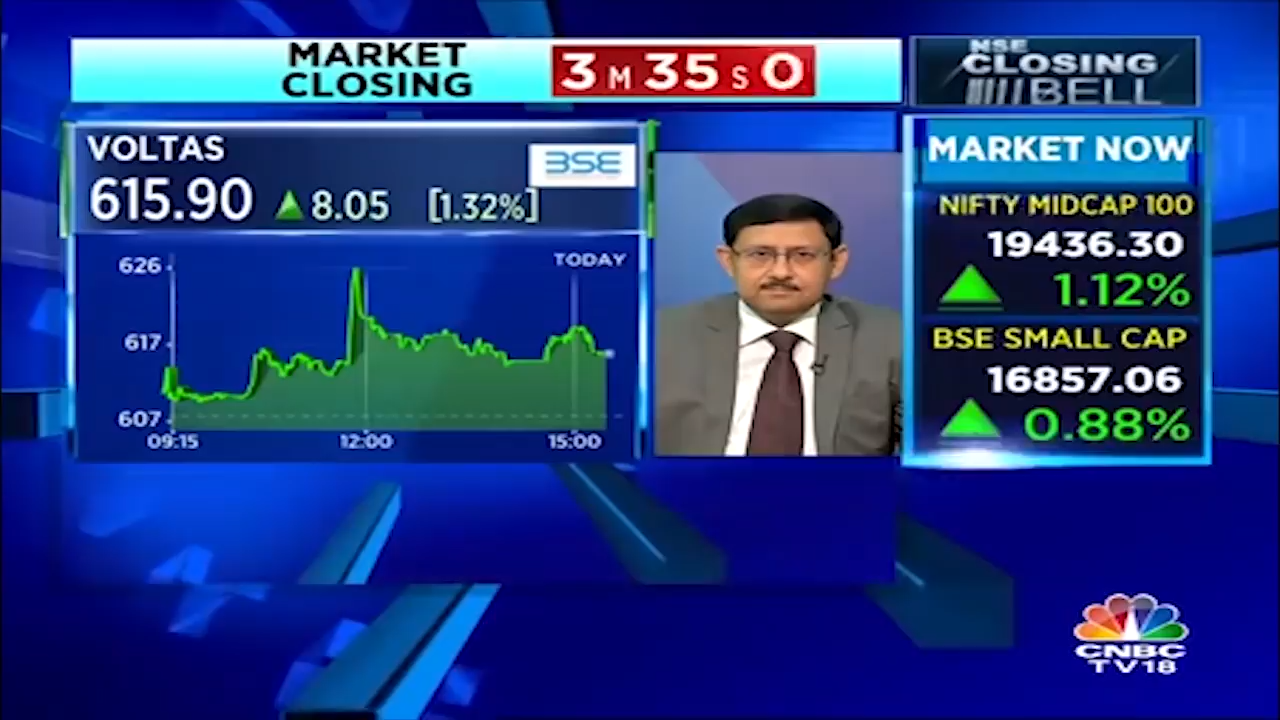 MARKET
CLOSING
3 M 35 S 0
NSE
CLOSING
BELL
VOLTAS
BSE
615.90 8.05 [1.32%]
TODAY
626
617
607
09:15 12:00 15:00
MARKET NOW
NIFTY MIDCAP 100
19436.30
1.12%
BSE SMALL CAP
16857.06
0.88%
CNBC
TV18